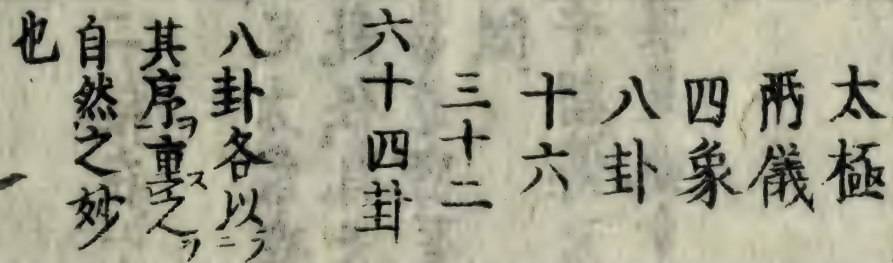 太極
兩儀
四象
八卦
十六
三十二
六十四卦
八卦各以
其序重之
自然之妙
也